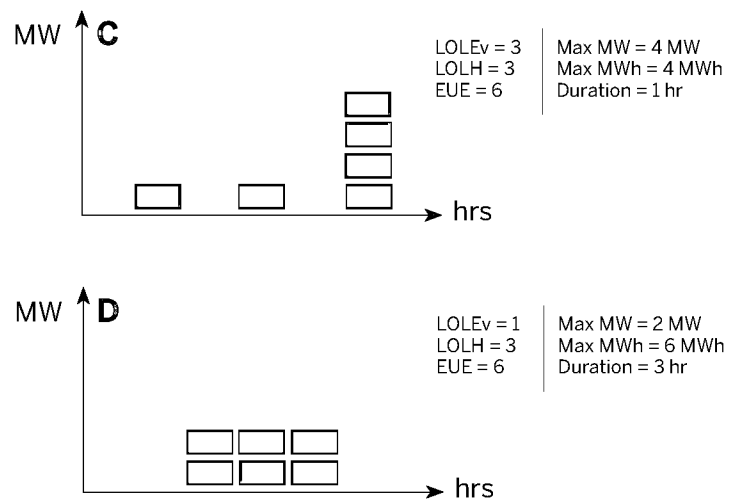 MW C
LOLEv = 3 Max MW = 4 MW
LOLH = 3 Max MWh = 4 MWh
EUE = 6 Duration = 1 hr
hrs
MW D
LOLEv = 1 Max MW = 2 MW
LOLH = 3 Max MWh = 6 MWh
EUE = 6 Duration = 3 hr
hrs